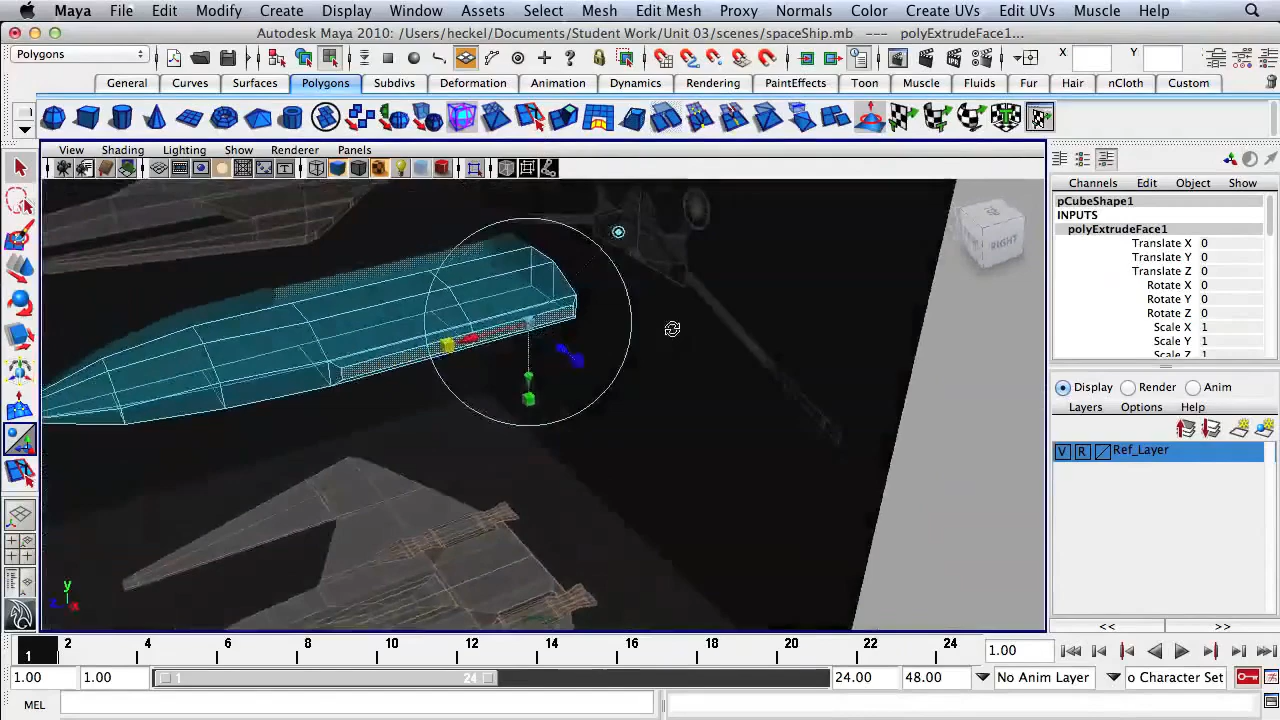 Maya File Edit Modify Create Display Window Assets Select Mesh Edit Mesh Proxy Normals Color Create UVs Edit UVs Muscle Help
Autodesk Maya 2010: /Users/heckel/Documents/Student Work/Unit 03/scenes/spaceShip.mb --- polyExtrudeFace1...
Polygons X Y
General Curves Surfaces Polygons Subdivs Deformation Animation Dynamics Rendering PaintEffects Toon Muscle Fluids Fur Hair nCloth Custom
View Shading Lighting Show Renderer Panels
Channels Edit Object Show
pCubeShape1
INPUTS
polyExtrudeFace1
Translate X 0
Translate Y 0
Translate Z 0
Rotate X 0
Rotate Y 0
Rotate Z 0
Scale X 1
Scale Y 1
Scale Z 1
RIGHT
Display Render Anim
Layers Options Help
V R Ref_Layer
y
<< >>
1 2 4 6 8 10 12 14 16 18 20 22 24 1.00
1.00 1.00 1 24 24.00 48.00 No Anim Layer o Character Set
MEL